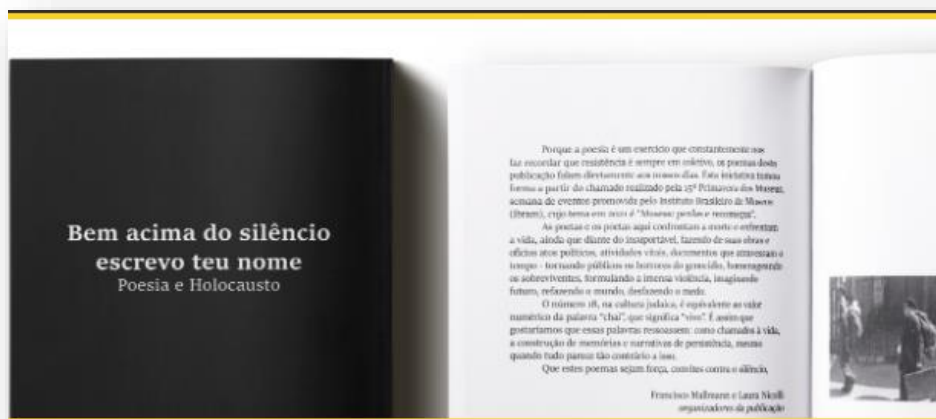 Bem acima do silêncio
escrevo teu nome
Poesia e Holocausto
Porque a poesia é um exercício que constantemente nos
faz recordar que resistência é sempre em coletivo, os poemas desta
publicação falam diretamente aos nossos dias. Esta iniciativa tomou
forma a partir do chamado realizado pela 15ª Primavera dos Museus,
semana de eventos promovida pelo Instituto Brasileiro de Museus
(Ibram), cujo tema em 2021 é "Museus: perdas e recomeços".
As poetas e os poetas aqui confrontam a morte e enfrentam
a vida, ainda que diante do insuportável, fazendo de suas obras e
ofícios atos políticos, atividades vitais, documentos que atravessam o
tempo - tornando públicos os horrores do genocídio, homenageando
os sobreviventes, formulando a imensa violência, imaginando
futuro, refazendo o mundo, desfazendo o medo.
O número 18, na cultura judaica, é equivalente ao valor
numérico da palavra "chai", que significa "vivo". É assim que
gostaríamos que essas palavras ressoassem: como chamados à vida,
a construção de memórias e narrativas de persistência, mesmo
quando tudo parece tão contrário a isso.
Que estes poemas sejam força, convites contra o silêncio,
Francisco Mallmann e Laura Nicolli
organizadores da publicação